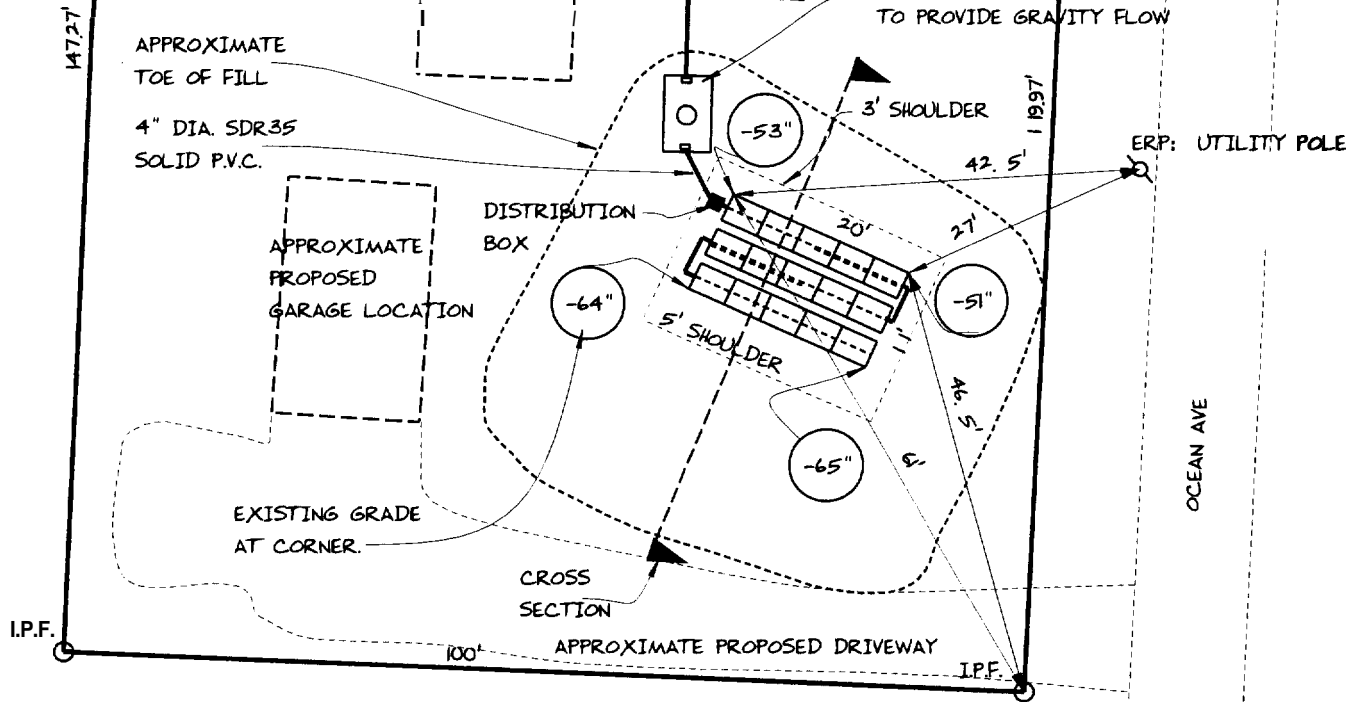 TO PROVIDE GRAVITY FLOW
147.27'
APPROXIMATE
TOE OF FILL
4" DIA. SDR35
SOLID P.V.C.
-53"
3' SHOULDER
119.97'
ERP: UTILITY POLE
42.5'
DISTRIBUTION
BOX
20'
27'
APPROXIMATE
PROPOSED
GARAGE LOCATION
-64"
-51"
5' SHOULDER
11'
46.5'
-65"
OCEAN AVE
EXISTING GRADE
AT CORNER.
CROSS
SECTION
I.P.F.
100'
APPROXIMATE PROPOSED DRIVEWAY
I.P.F.